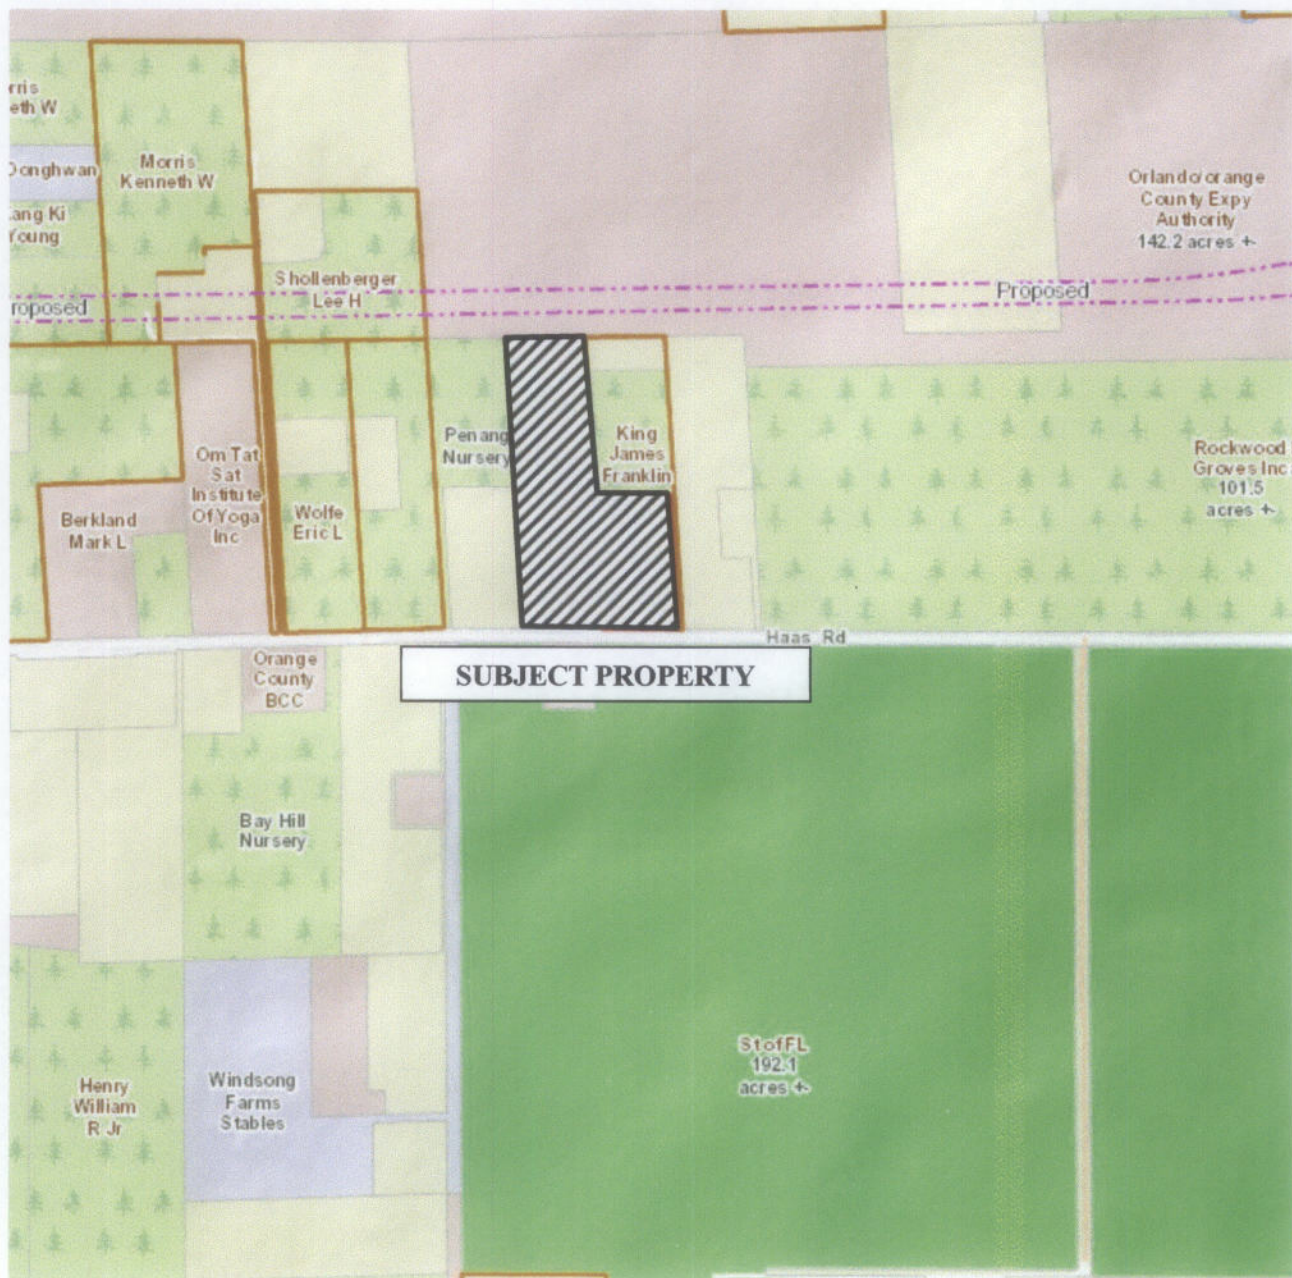 rris
eth W
Donghwan
ang Ki
Young
Morris
Kenneth W
Orlando/orange
County Expy
Authority
142.2 acres +-
Shollenberger
Lee H
roposed
Proposed
Penang
Nursery
King
James
Franklin
Rockwood
Groves Inc
101.5
acres +-
Om Tat
Sat
Institute
Of Yoga
Inc
Berkland
Mark L
Wolfe
Eric L
Haas Rd
Orange
County
BCC
SUBJECT PROPERTY
Bay Hill
Nursery
St of FL
192.1
acres +-
Henry
William
R Jr
Windsong
Farms
Stables